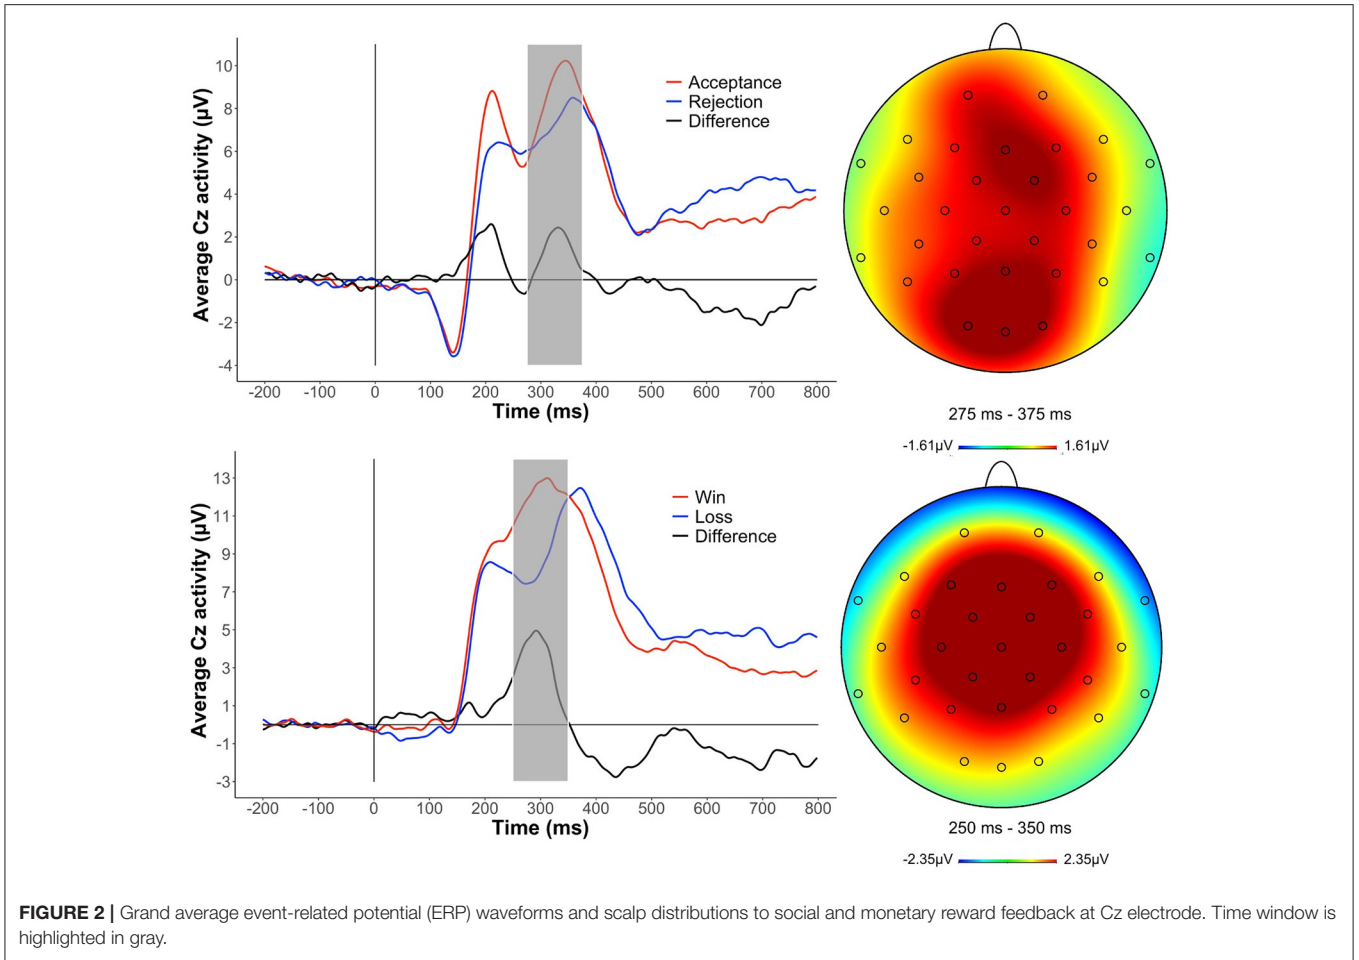 Average Cz activity (μV)
10
8
6
4
2
0
-2
-4
-200 -100 0 100 200 300 400 500 600 700 800
Time (ms)
Acceptance
Rejection
Difference
275 ms - 375 ms
-1.61μV 1.61μV
Average Cz activity (μV)
13
11
9
7
5
3
1
-1
-3
-200 -100 0 100 200 300 400 500 600 700 800
Time (ms)
Win
Loss
Difference
250 ms - 350 ms
-2.35μV 2.35μV
FIGURE 2 | Grand average event-related potential (ERP) waveforms and scalp distributions to social and monetary reward feedback at Cz electrode. Time window is
highlighted in gray.